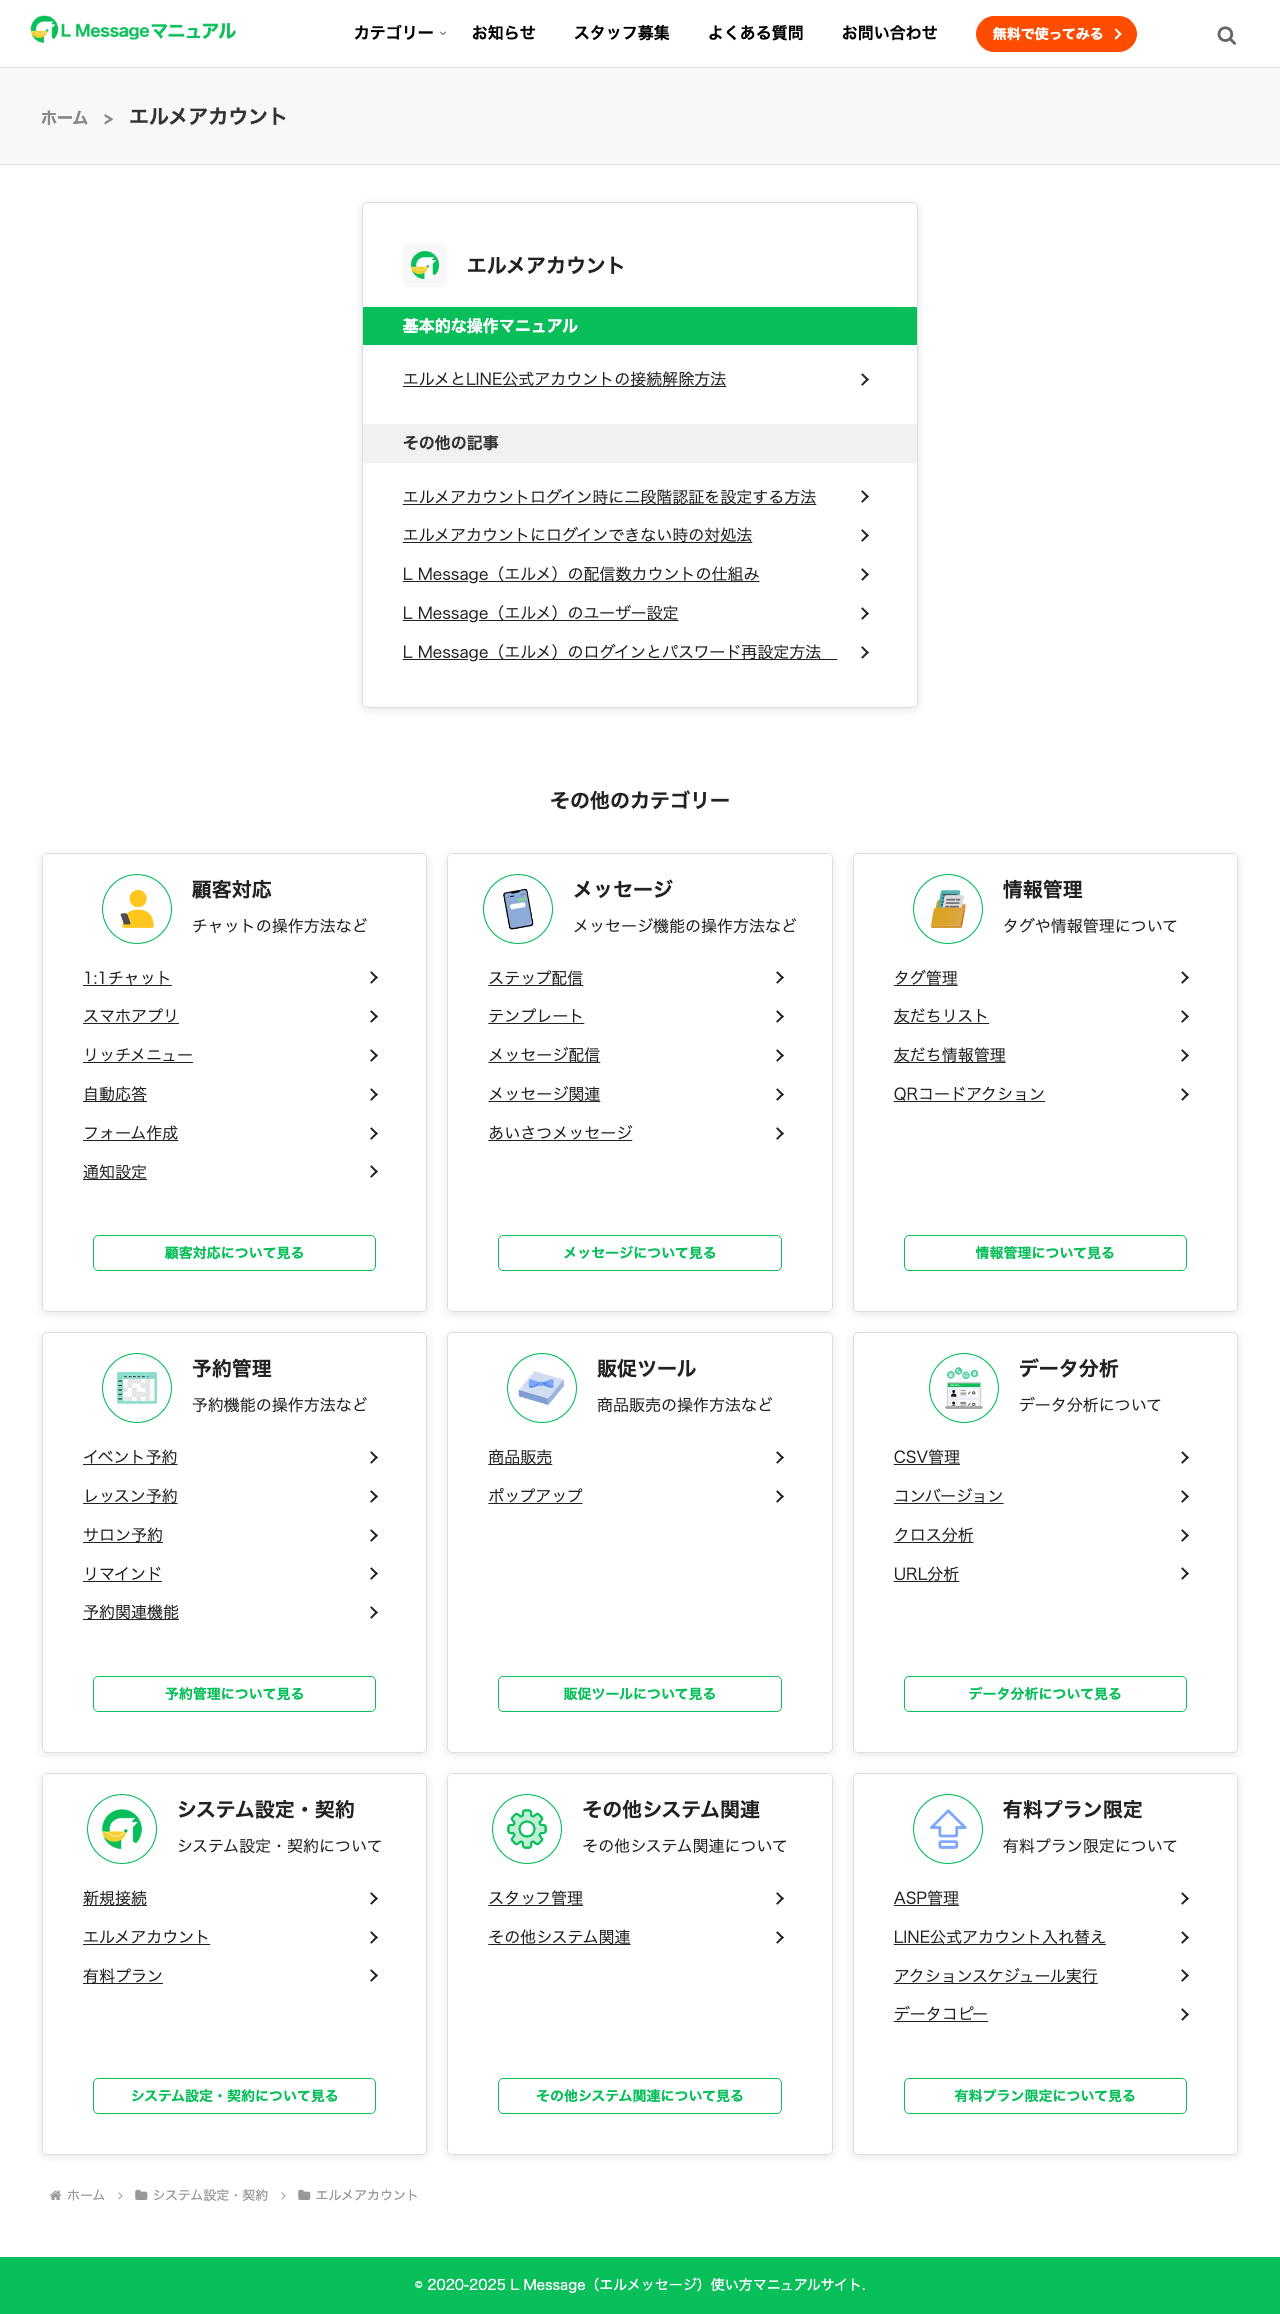 L Messageマニュアル
カテゴリー お知らせ スタッフ募集 よくある質問 お問い合わせ 無料で使ってみる
ホーム > エルメアカウント
エルメアカウント
基本的な操作マニュアル
エルメとLINE公式アカウントの接続解除方法
その他の記事
エルメアカウントログイン時に二段階認証を設定する方法
エルメアカウントにログインできない時の対処法
L Message（エルメ）の配信数カウントの仕組み
L Message（エルメ）のユーザー設定
L Message（エルメ）のログインとパスワード再設定方法
その他のカテゴリー
顧客対応
チャットの操作方法など
1:1チャット
スマホアプリ
リッチメニュー
自動応答
フォーム作成
通知設定
顧客対応について見る
メッセージ
メッセージ機能の操作方法など
ステップ配信
テンプレート
メッセージ配信
メッセージ関連
あいさつメッセージ
メッセージについて見る
情報管理
タグや情報管理について
タグ管理
友だちリスト
友だち情報管理
QRコードアクション
情報管理について見る
予約管理
予約機能の操作方法など
イベント予約
レッスン予約
サロン予約
リマインド
予約関連機能
予約管理について見る
販促ツール
商品販売の操作方法など
商品販売
ポップアップ
販促ツールについて見る
データ分析
データ分析について
CSV管理
コンバージョン
クロス分析
URL分析
データ分析について見る
システム設定・契約
システム設定・契約について
新規接続
エルメアカウント
有料プラン
システム設定・契約について見る
その他システム関連
その他システム関連について
スタッフ管理
その他システム関連
その他システム関連について見る
有料プラン限定
有料プラン限定について
ASP管理
LINE公式アカウント入れ替え
アクションスケジュール実行
データコピー
有料プラン限定について見る
ホーム > システム設定・契約 > エルメアカウント
© 2020-2025 L Message（エルメッセージ）使い方マニュアルサイト.